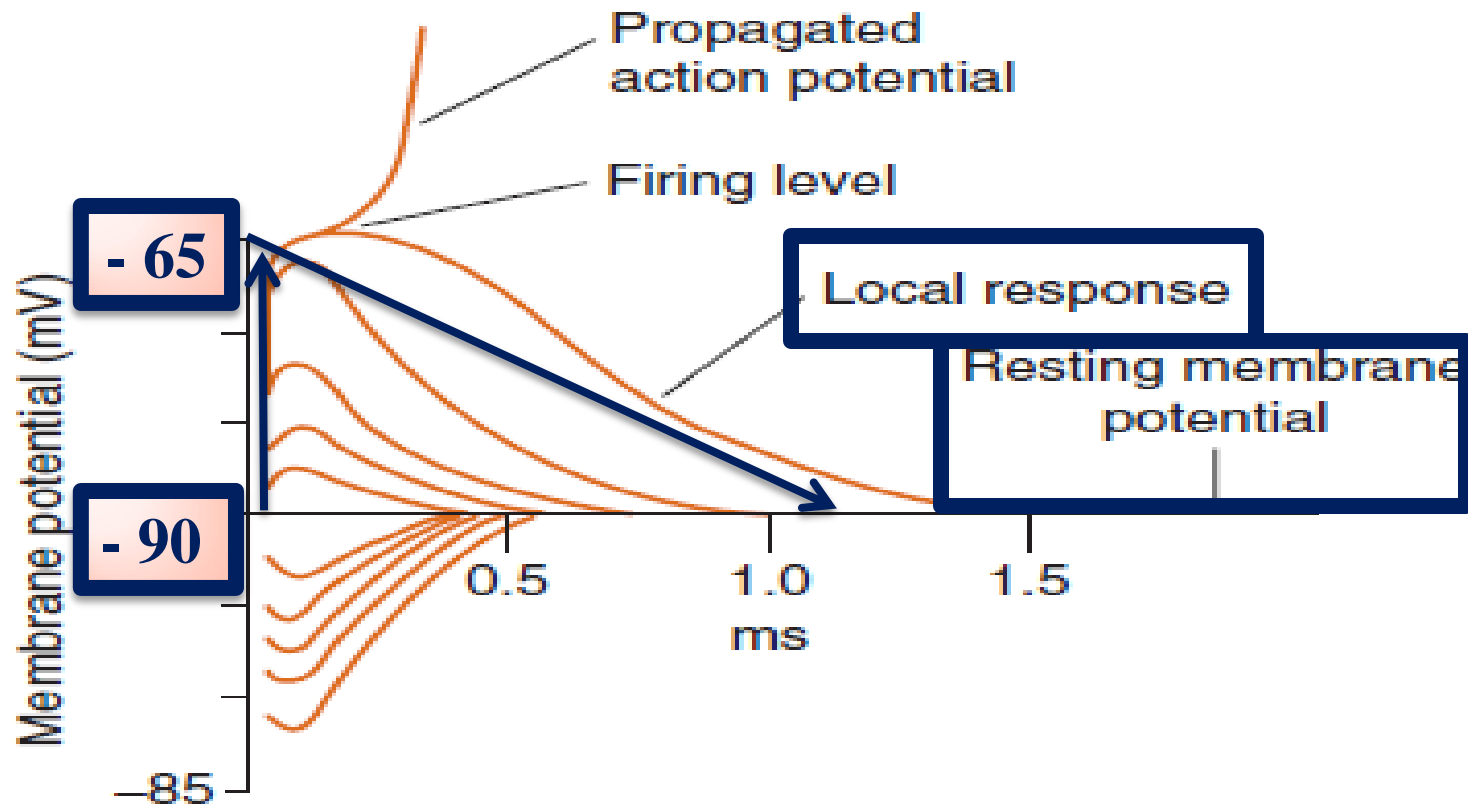 Propagated
action potential
Firing level
- 65
Local response
Resting membrane
potential
Membrane potential (mV)
- 90
0.5
1.0
1.5
ms
–85